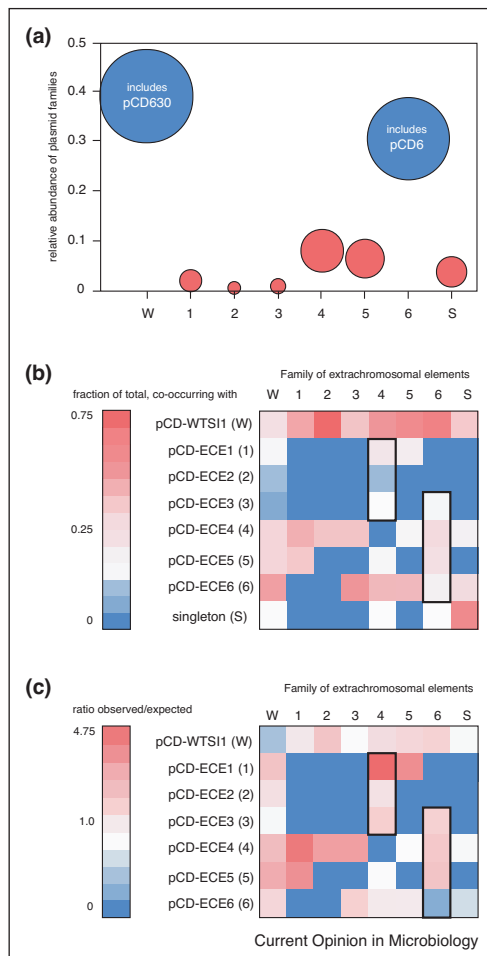 (a)
0.5
0.4
0.3
0.2
0.1
0
relative abundance of plasmid families
includes
pCD630
includes
pCD6
W 1 2 3 4 5 6 S
(b)
Family of extrachromosomal elements
fraction of total, co-occurring with
W 1 2 3 4 5 6 S
0.75
0.25
0
pCD-WTSI1 (W)
pCD-ECE1 (1)
pCD-ECE2 (2)
pCD-ECE3 (3)
pCD-ECE4 (4)
pCD-ECE5 (5)
pCD-ECE6 (6)
singleton (S)
(c)
Family of extrachromosomal elements
ratio observed/expected
W 1 2 3 4 5 6 S
4.75
1.0
0
pCD-WTSI1 (W)
pCD-ECE1 (1)
pCD-ECE2 (2)
pCD-ECE3 (3)
pCD-ECE4 (4)
pCD-ECE5 (5)
pCD-ECE6 (6)
Current Opinion in Microbiology